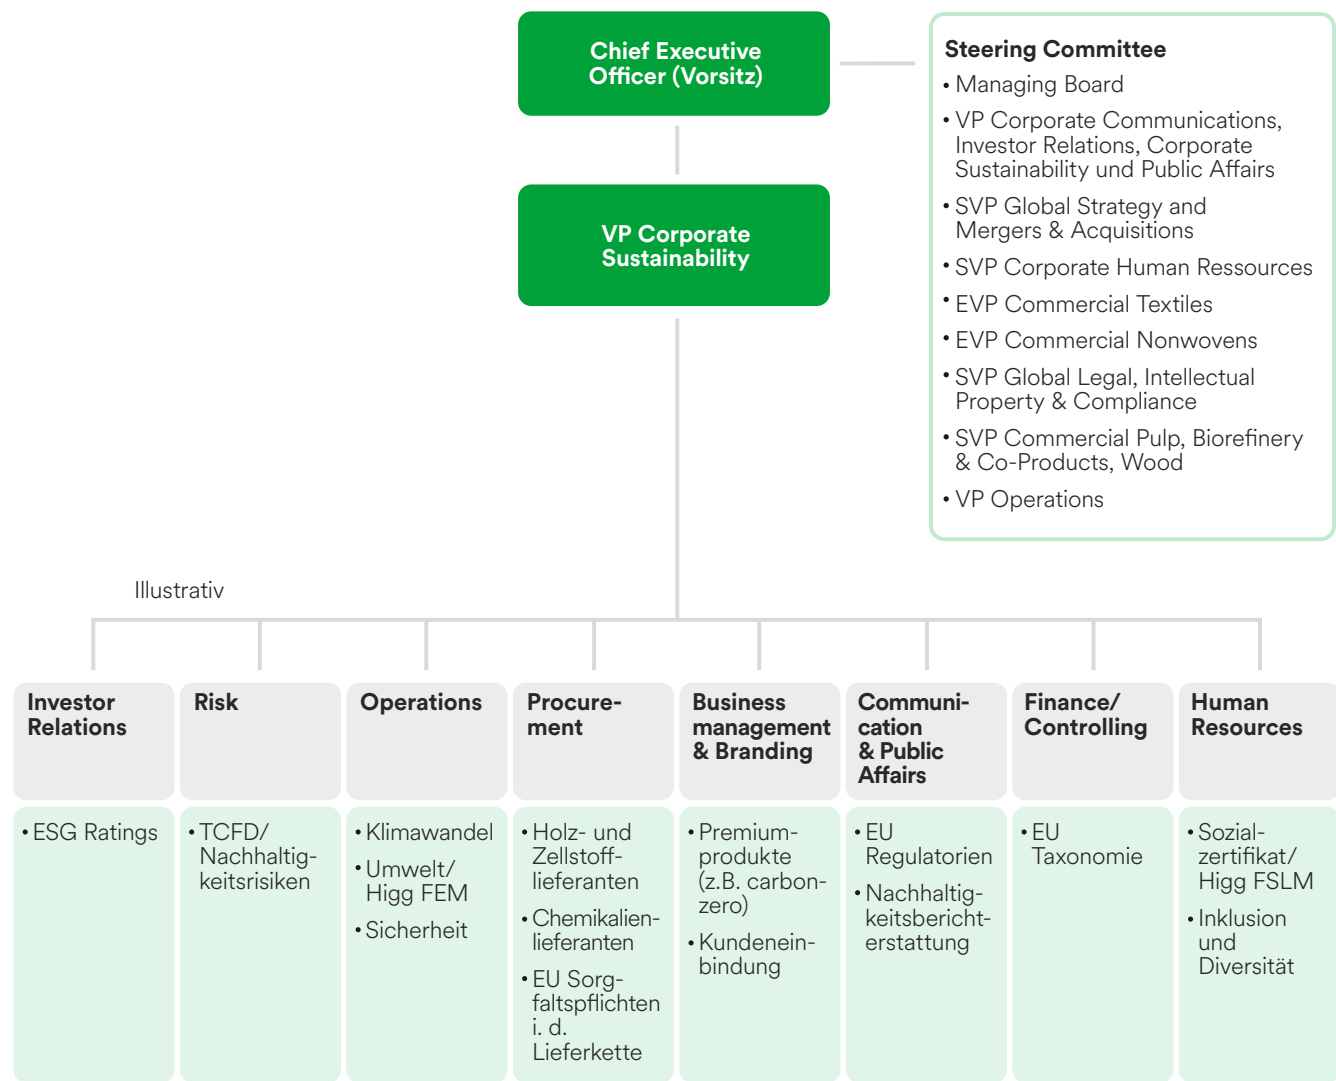 Chief Executive
Officer (Vorsitz)
Steering Committee
• Managing Board
• VP Corporate Communications,
Investor Relations, Corporate
Sustainability und Public Affairs
• SVP Global Strategy and
Mergers & Acquisitions
• SVP Corporate Human Ressources
• EVP Commercial Textiles
• EVP Commercial Nonwovens
• SVP Global Legal, Intellectual
Property & Compliance
• SVP Commercial Pulp, Biorefinery
& Co-Products, Wood
• VP Operations
VP Corporate
Sustainability
Illustrativ
Investor
Relations
• ESG Ratings
Risk
• TCFD/
Nachhaltig-
keitsrisiken
Operations
• Klimawandel
• Umwelt/
Higg FEM
• Sicherheit
Procure-
ment
• Holz- und
Zellstoff-
lieferanten
• Chemikalien-
lieferanten
• EU Sorg-
faltspflichten
i. d.
Lieferkette
Business
management
& Branding
• Premium-
produkte
(z.B. carbon-
zero)
• Kundenein-
bindung
Communi-
cation
& Public
Affairs
• EU
Regulatorien
• Nachhaltig-
keitsbericht-
erstattung
Finance/
Controlling
• EU
Taxonomie
Human
Resources
• Sozial-
zertifikat/
Higg FSLM
• Inklusion
und
Diversität